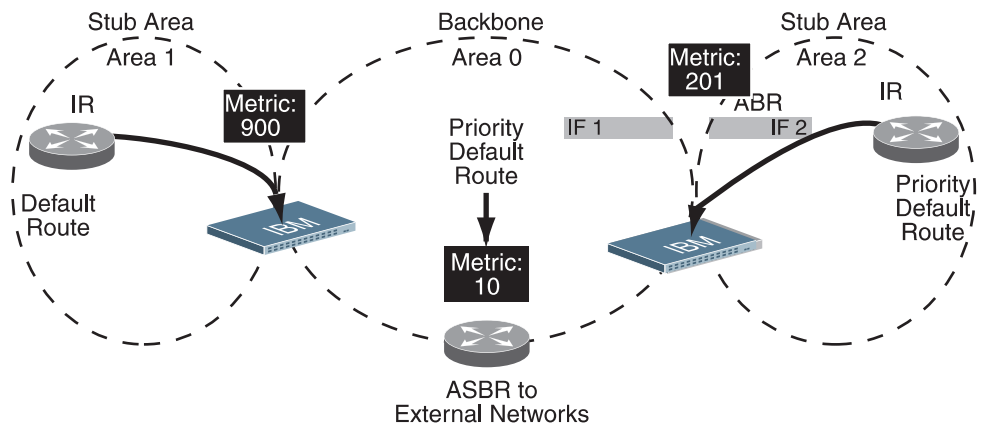 Stub Area
Area 1
IR
Metric:
900
Default
Route
IBM
Backbone
Area 0
Priority
Default
Route
Metric:
10
ASBR to
External Networks
Stub Area
Area 2
Metric:
201
ABR
IF 1
IF 2
IR
Priority
Default
Route
IBM